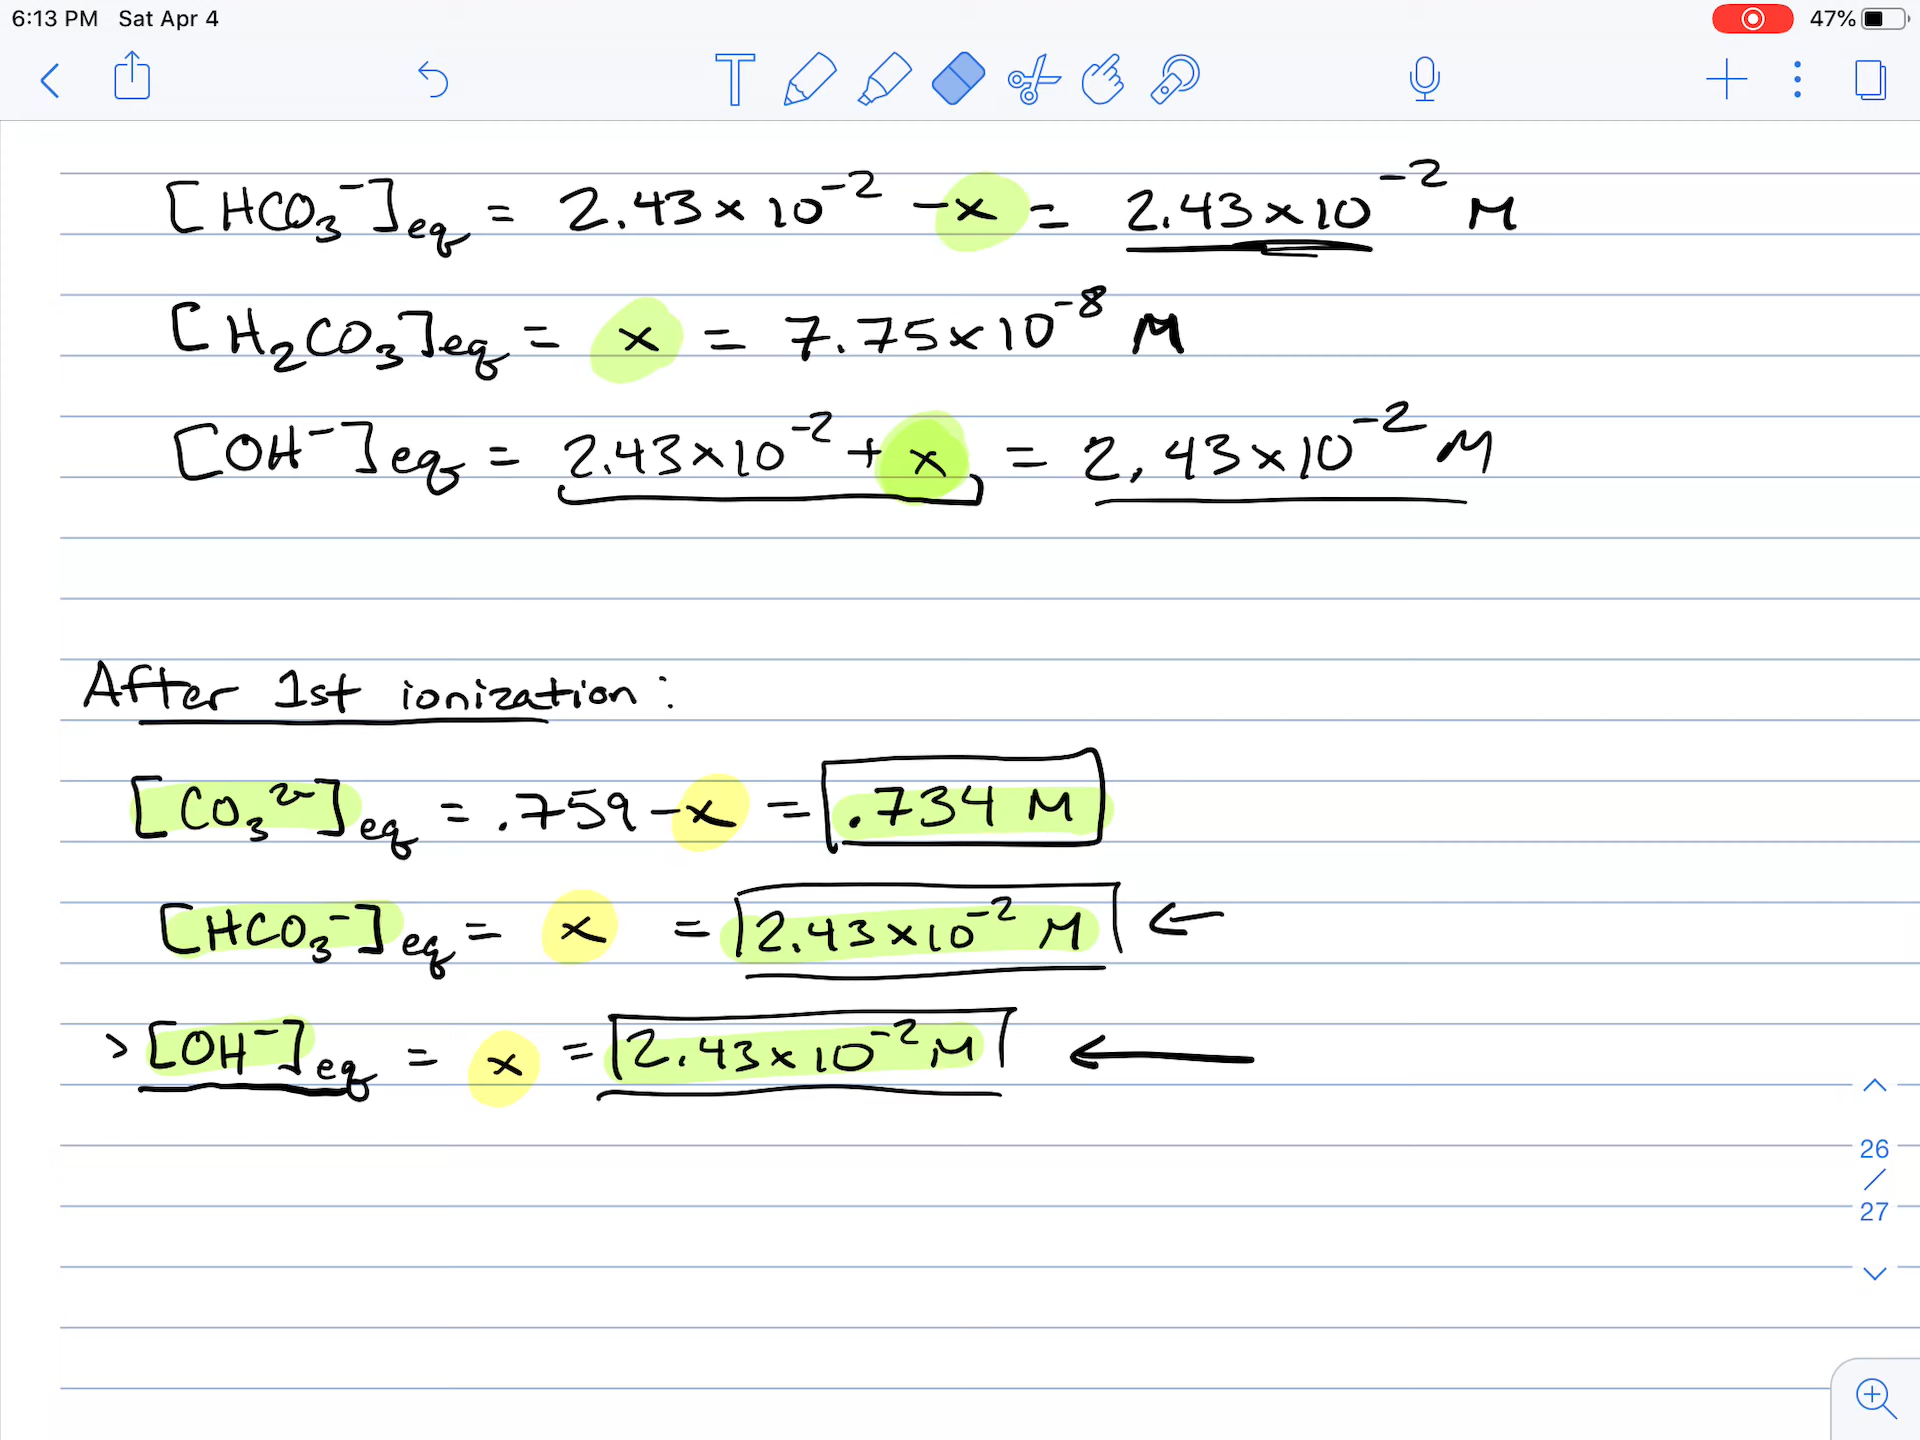 6:13 PM Sat Apr 4 47%
[HCO₃⁻]eq = 2.43 x 10⁻² - x = 2.43 x 10⁻² M
[H₂CO₃]eq = x = 7.75 x 10⁻⁸ M
[OH⁻]eq = 2.43 x 10⁻² + x = 2.43 x 10⁻² M
After 1st ionization:
[CO₃²⁻]eq = .759 - x = .734 M
[HCO₃⁻]eq = x = 2.43 x 10⁻² M ←
> [OH⁻]eq = x = 2.43 x 10⁻² M ←
26
/
27